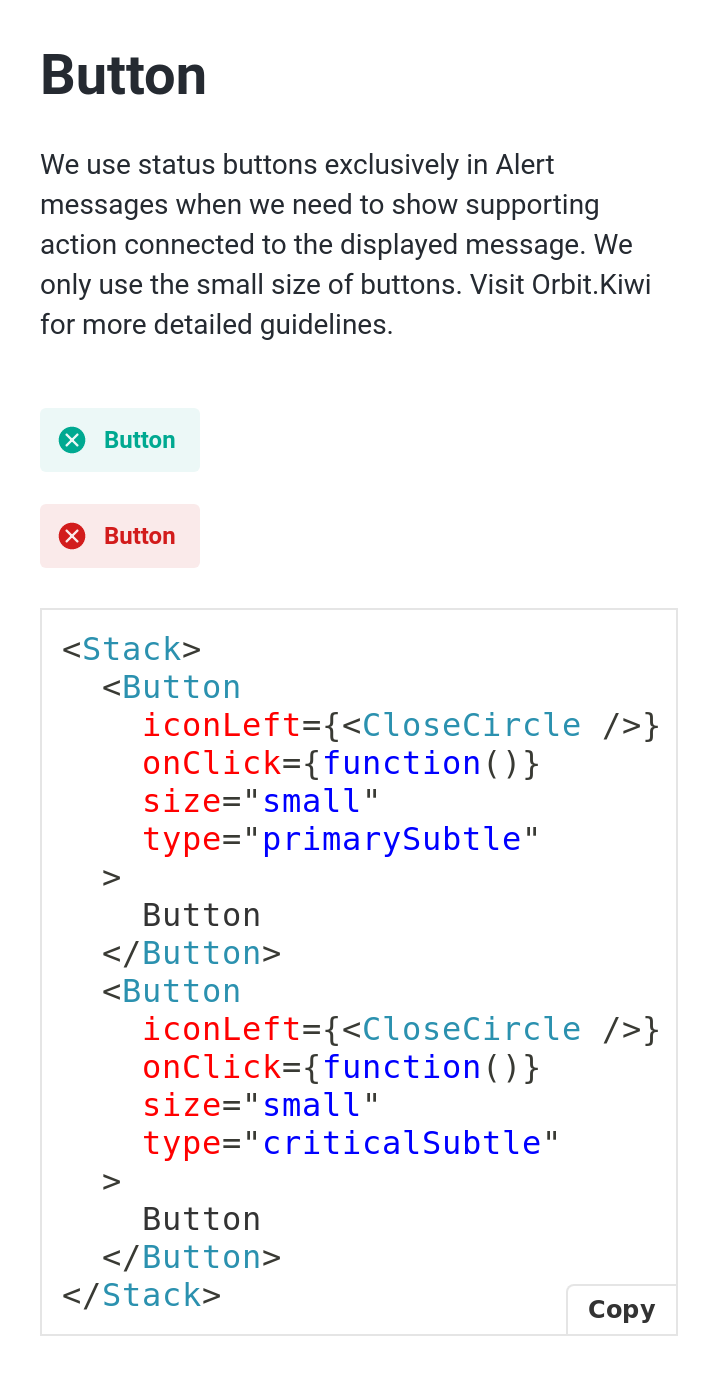 Button
We use status buttons exclusively in Alert
messages when we need to show supporting
action connected to the displayed message. We
only use the small size of buttons. Visit Orbit.Kiwi
for more detailed guidelines.
Button
Button
<Stack>
  <Button
    iconLeft={<CloseCircle />}
    onClick={function()}
    size="small"
    type="primarySubtle"
  >
    Button
  </Button>
  <Button
    iconLeft={<CloseCircle />}
    onClick={function()}
    size="small"
    type="criticalSubtle"
  >
    Button
  </Button>
</Stack>
Copy